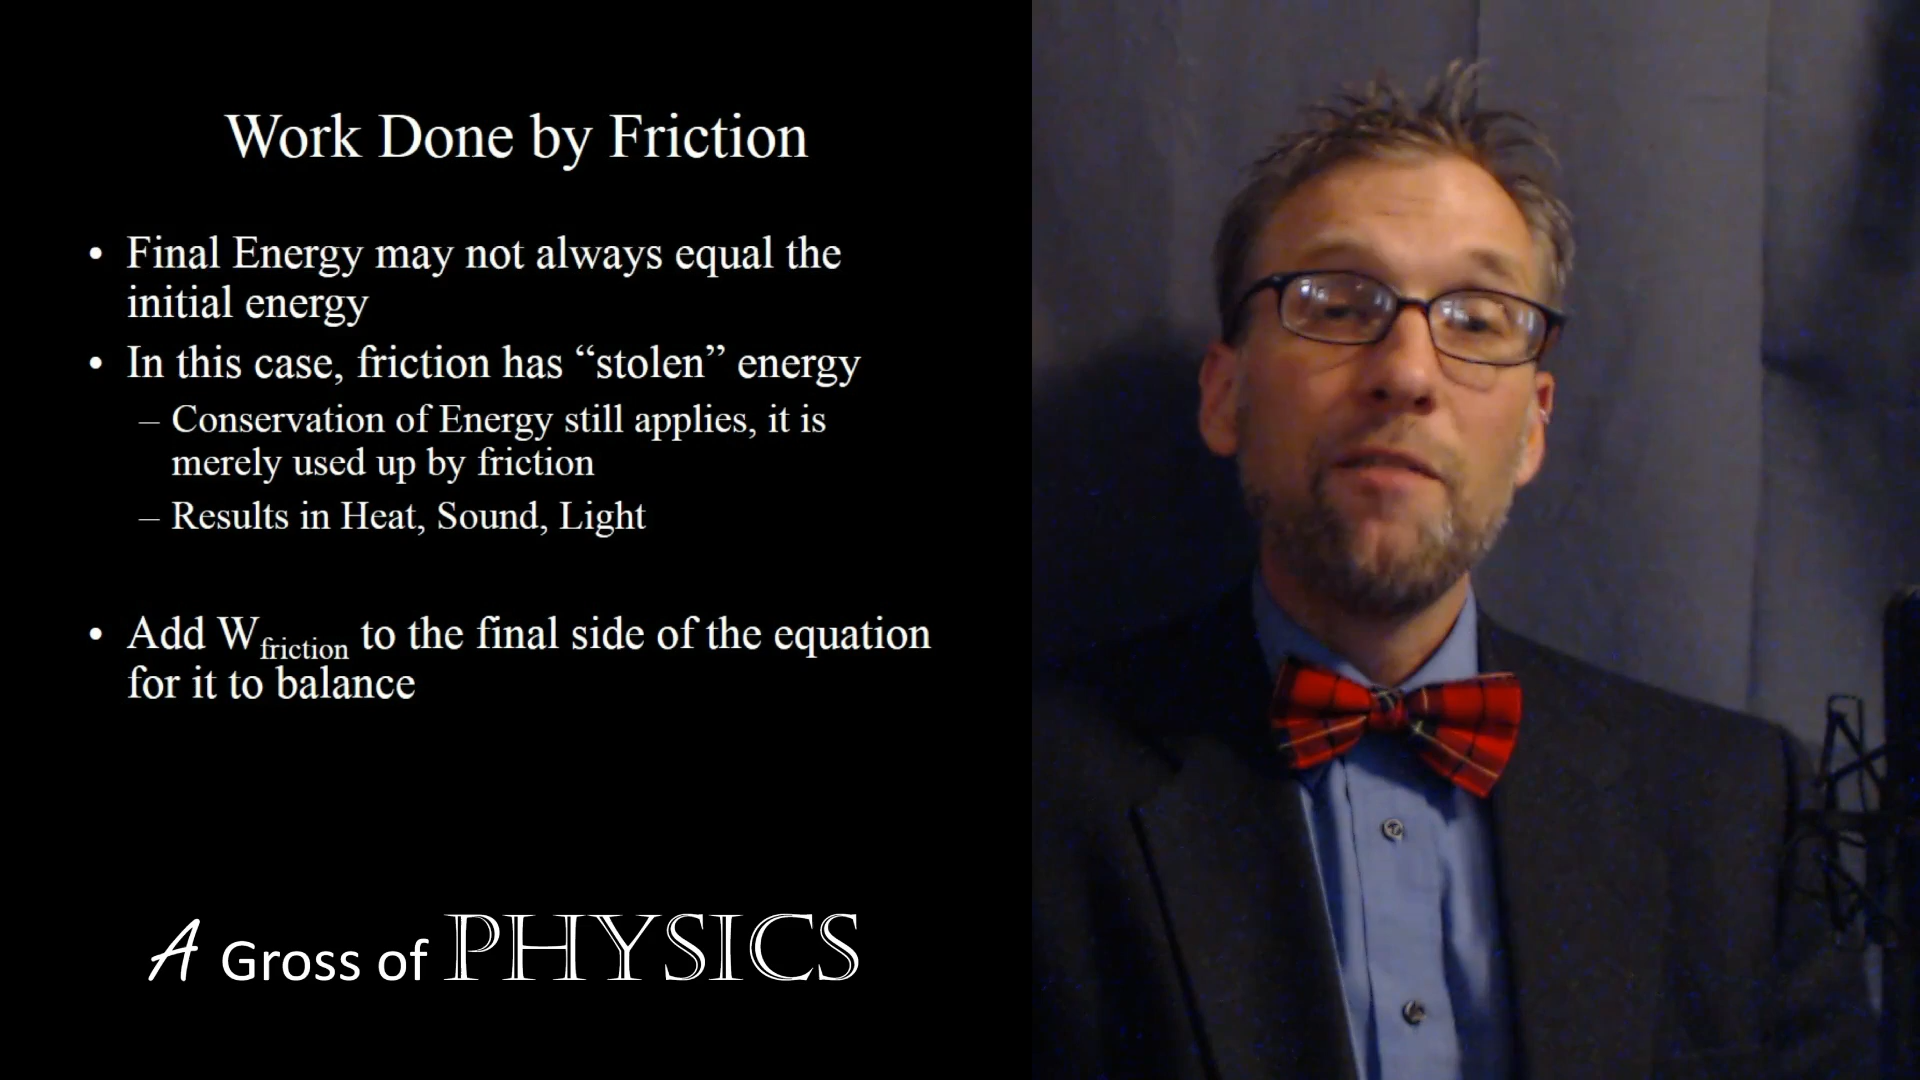 Work Done by Friction
• Final Energy may not always equal the
initial energy
• In this case, friction has “stolen” energy
– Conservation of Energy still applies, it is
merely used up by friction
– Results in Heat, Sound, Light
• Add Wfriction to the final side of the equation
for it to balance
A Gross of PHYSICS